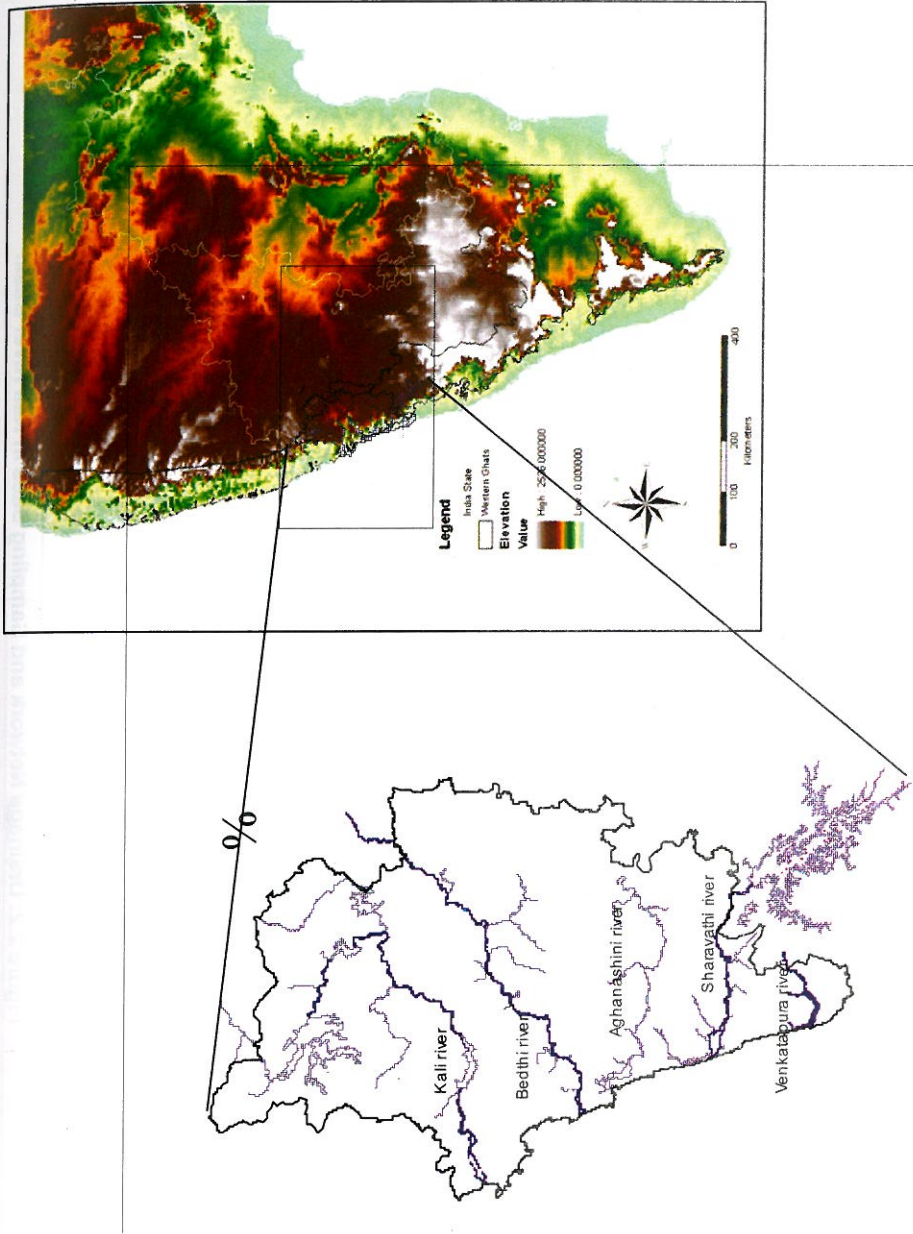 %
Kali river
Bedthi river
Aghanashini river
Sharavathi river
Venkatapura river
Legend
India State
Western Ghats
Elevation
Value
High : 2506.000000
Low : 0.000000
0 100 200 400
Kilometers